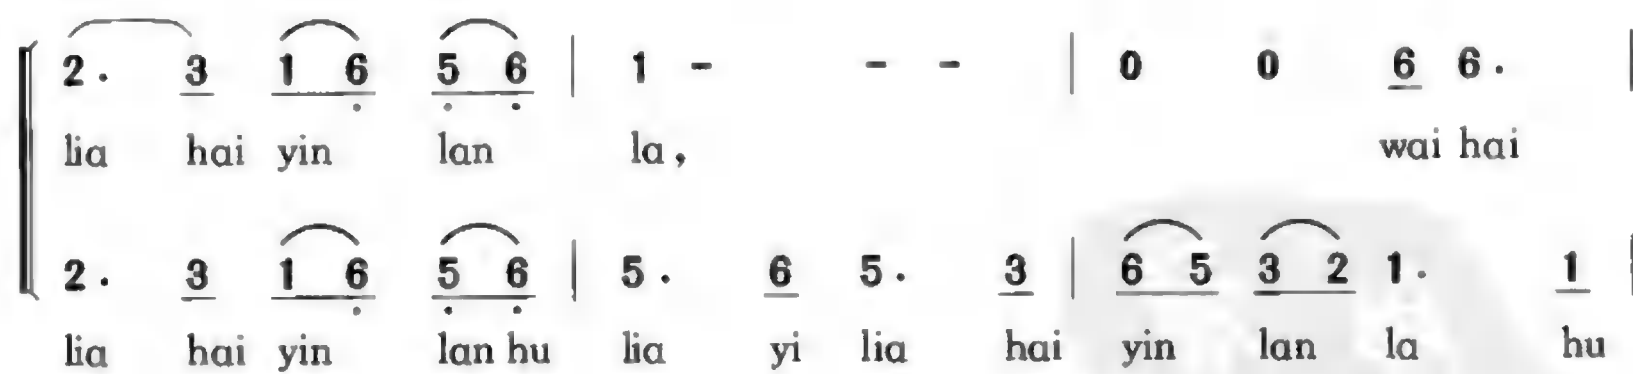 2. 3 1 6 5 6 | 1 - - - | 0 0 6 6. |
lia hai yin lan la, wai hai
2. 3 1 6 5 6 | 5. 6 5. 3 | 6 5 3 2 1. 1 |
lia hai yin lan hu lia yi lia hai yin lan la hu